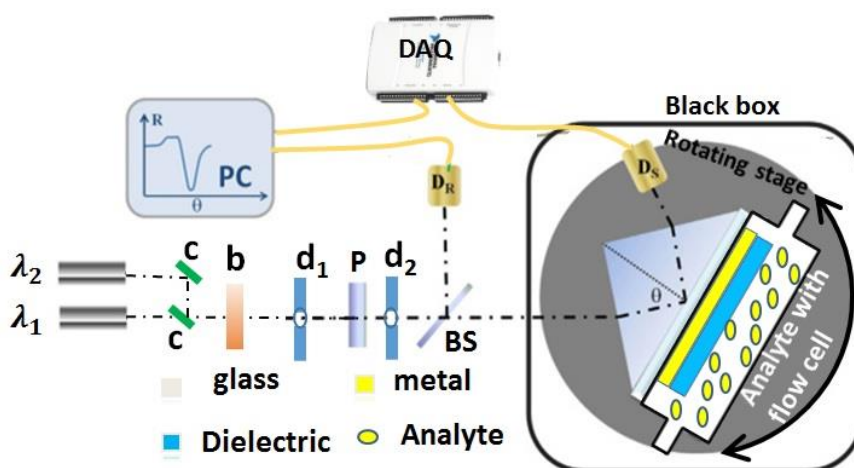 DAQ
Black box
Rotating stage
R
PC
θ
D_R
D_S
λ₂
λ₁
c
c
b
d₁
P
d₂
BS
θ
Analyte with
flow cell
glass
metal
Dielectric
Analyte